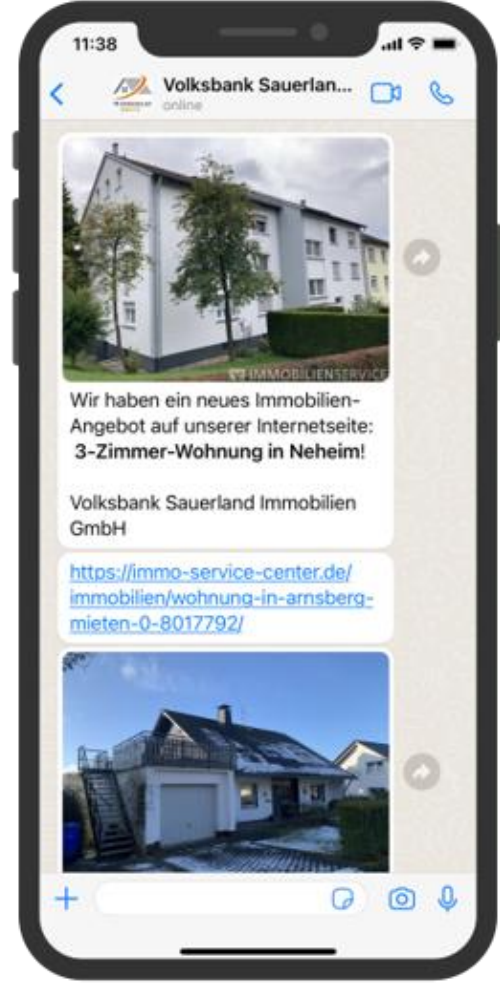 11:38
Volksbank Sauerlan...
online
IMMOBILIENSERVICE
Wir haben ein neues Immobilien-
Angebot auf unserer Internetseite:
3-Zimmer-Wohnung in Neheim!
Volksbank Sauerland Immobilien
GmbH
https://immo-service-center.de/
immobilien/wohnung-in-arnsberg-
mieten-0-8017792/